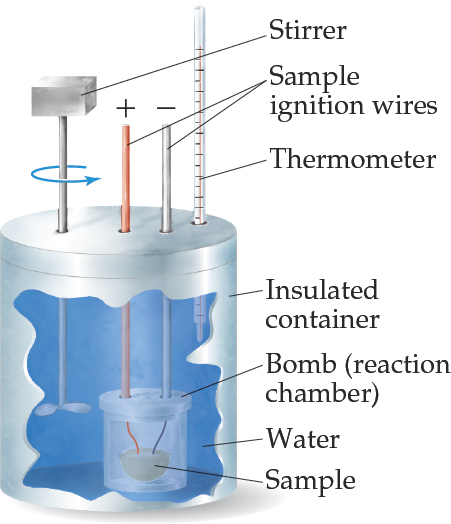 Stirrer
+ −
Sample
ignition wires
Thermometer
Insulated
container
Bomb (reaction
chamber)
Water
Sample